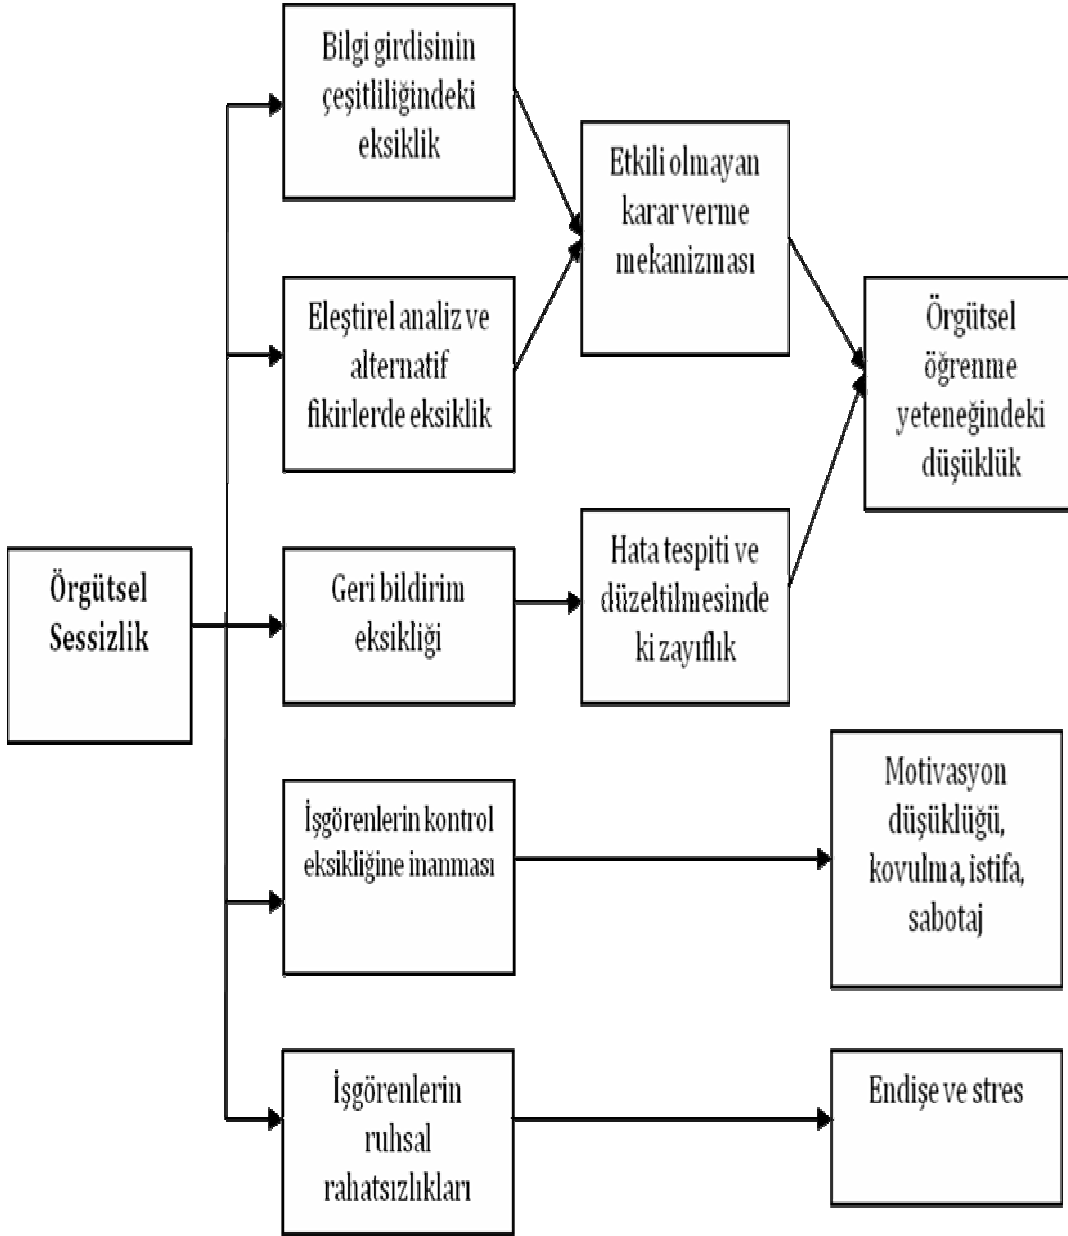 Bilgi girdisinin
çeşitliliğindeki
eksiklik
Etkili olmayan
karar verme
mekanizması
Eleştirel analiz ve
alternatif
fikirlerde eksiklik
Örgütsel
öğrenme
yeteneğindeki
düşüklük
Örgütsel
Sessizlik
Geri bildirim
eksikliği
Hata tespiti ve
düzeltilmesinde
ki zayıflık
İşgörenlerin kontrol
eksikliğine inanması
Motivasyon
düşüklüğü,
kovulma, istifa,
sabotaj
İşgörenlerin
ruhsal
rahatsızlıkları
Endişe ve stres